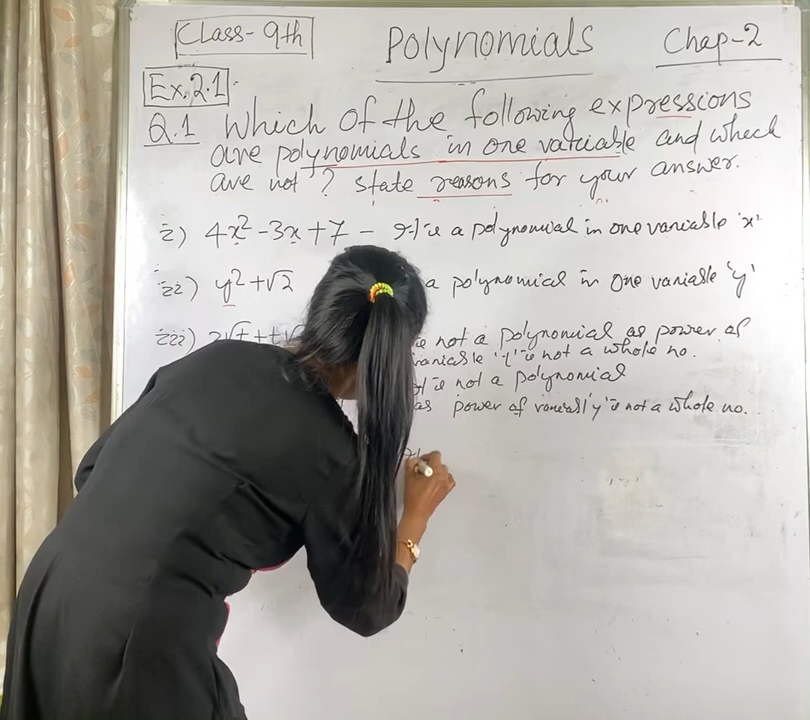 Class-9th
Polynomials
Chap-2
Ex.2.1
Q.1 Which of the following expressions
are polynomials in one variable and which
are not? State reasons for your answer.
i) 4x² -3x +7 - It is a polynomial in one variable 'x'
ii) y² + √2 a polynomial in one variable 'y'
iii) 3√t + t√ is not a polynomial as power of
variable 't' is not a whole no.
It is not a polynomial
as power of variable 'y' is not a whole no.